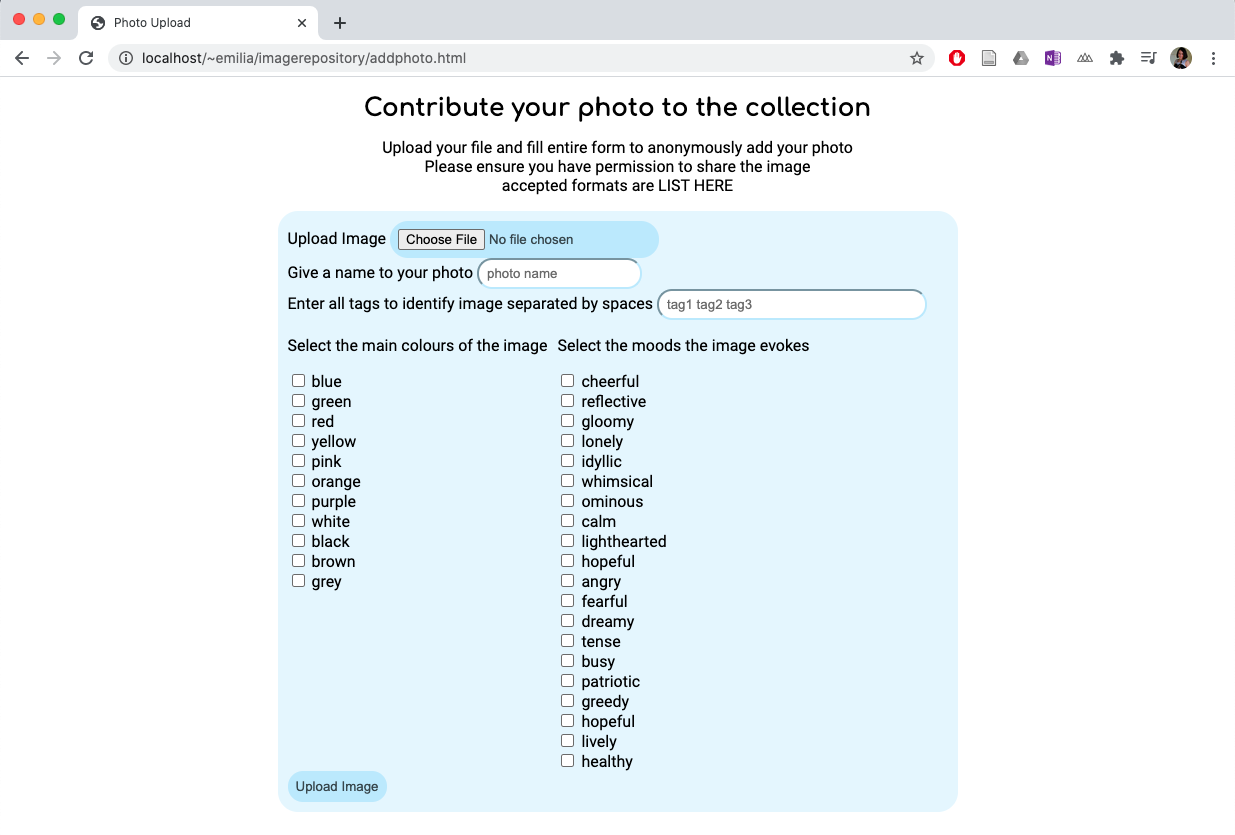 Photo Upload
localhost/~emilia/imagerepository/addphoto.html
Contribute your photo to the collection
Upload your file and fill entire form to anonymously add your photo
Please ensure you have permission to share the image
accepted formats are LIST HERE
Upload Image Choose File No file chosen
Give a name to your photo photo name
Enter all tags to identify image separated by spaces tag1 tag2 tag3
Select the main colours of the image
blue
green
red
yellow
pink
orange
purple
white
black
brown
grey
Select the moods the image evokes
cheerful
reflective
gloomy
lonely
idyllic
whimsical
ominous
calm
lighthearted
hopeful
angry
fearful
dreamy
tense
busy
patriotic
greedy
hopeful
lively
healthy
Upload Image